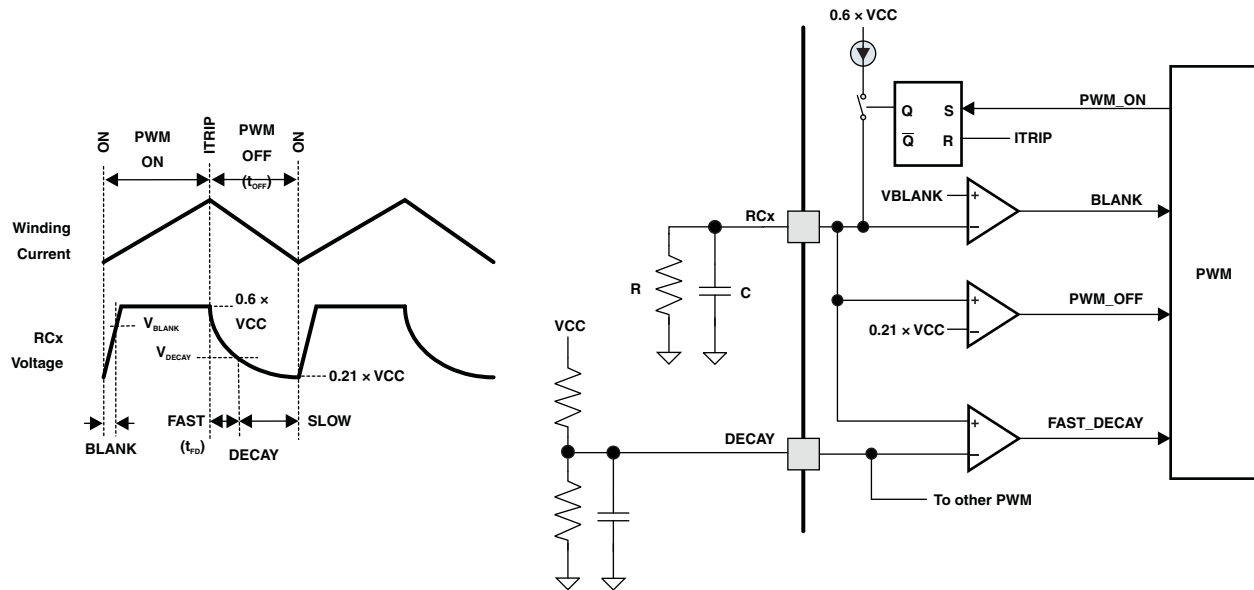 ON
PWM
ON
ITRIP
PWM
OFF
(tOFF)
ON
Winding
Current
RCx
Voltage
0.6 ×
VCC
VBLANK
VDECAY
0.21 × VCC
BLANK
FAST
(tFD)
DECAY
SLOW
0.6 × VCC
Q
S
Q
R
PWM_ON
ITRIP
VBLANK
+
–
BLANK
RCx
R
C
PWM
+
–
0.21 × VCC
PWM_OFF
VCC
DECAY
+
–
FAST_DECAY
To other PWM